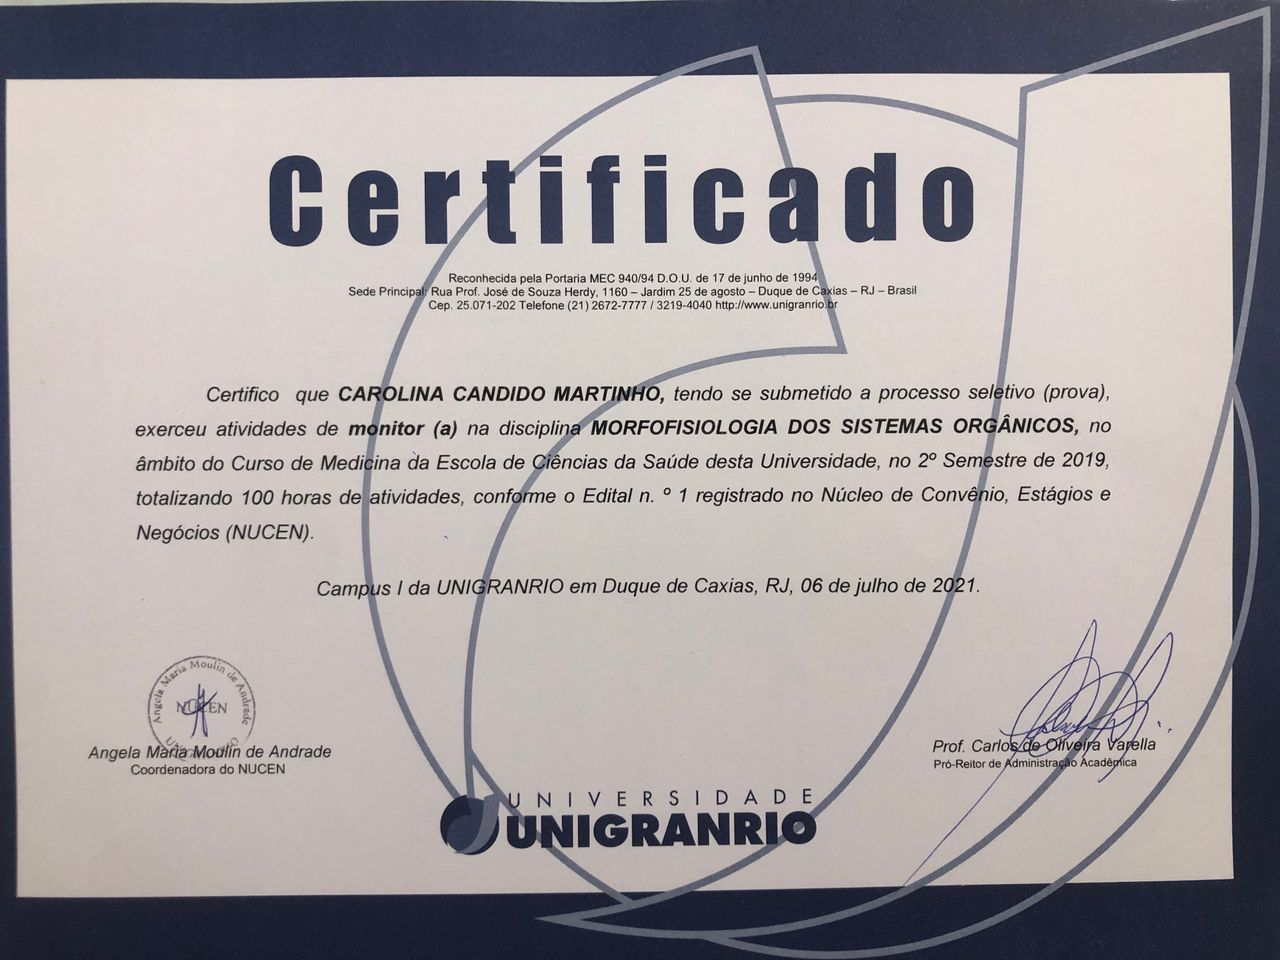 Certificado
Reconhecida pela Portaria MEC 940/94 D.O.U. de 17 de junho de 1994
Sede Principal: Rua Prof. José de Souza Herdy, 1160 – Jardim 25 de agosto – Duque de Caxias – RJ – Brasil
Cep. 25.071-202 Telefone (21) 2672-7777 / 3219-4040 http://www.unigranrio.br
Certifico que CAROLINA CANDIDO MARTINHO, tendo se submetido a processo seletivo (prova),
exerceu atividades de monitor (a) na disciplina MORFOFISIOLOGIA DOS SISTEMAS ORGÂNICOS, no
âmbito do Curso de Medicina da Escola de Ciências da Saúde desta Universidade, no 2º Semestre de 2019,
totalizando 100 horas de atividades, conforme o Edital n. º 1 registrado no Núcleo de Convênio, Estágios e
Negócios (NUCEN).
Campus I da UNIGRANRIO em Duque de Caxias, RJ, 06 de julho de 2021.
Angela Maria Moulin de Andrade
NUCEN
Angela Maria Moulin de Andrade
Coordenadora do NUCEN
Prof. Carlos de Oliveira Varella
Pró-Reitor de Administração Acadêmica
UNIVERSIDADE
UNIGRANRIO